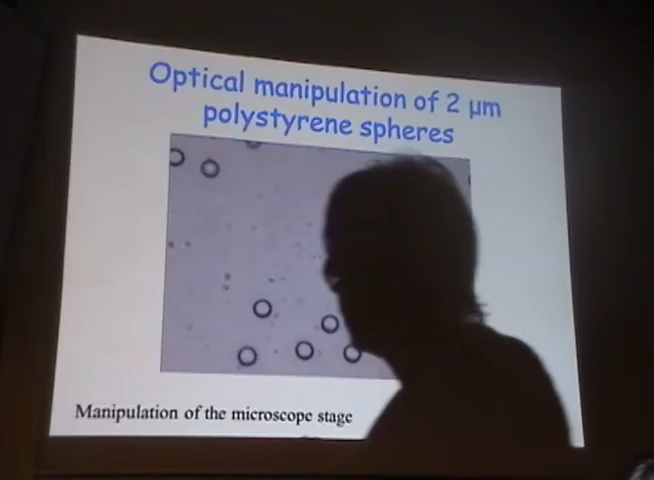 Optical manipulation of 2 μm
polystyrene spheres
Manipulation of the microscope stage